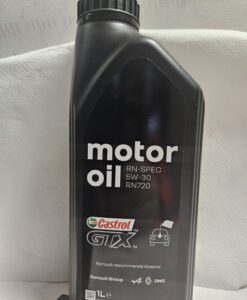 motor
oil
RN-SPEC
5W-30
RN720
Castrol
GTX
Renault recommends Castrol
Renault Group
1L